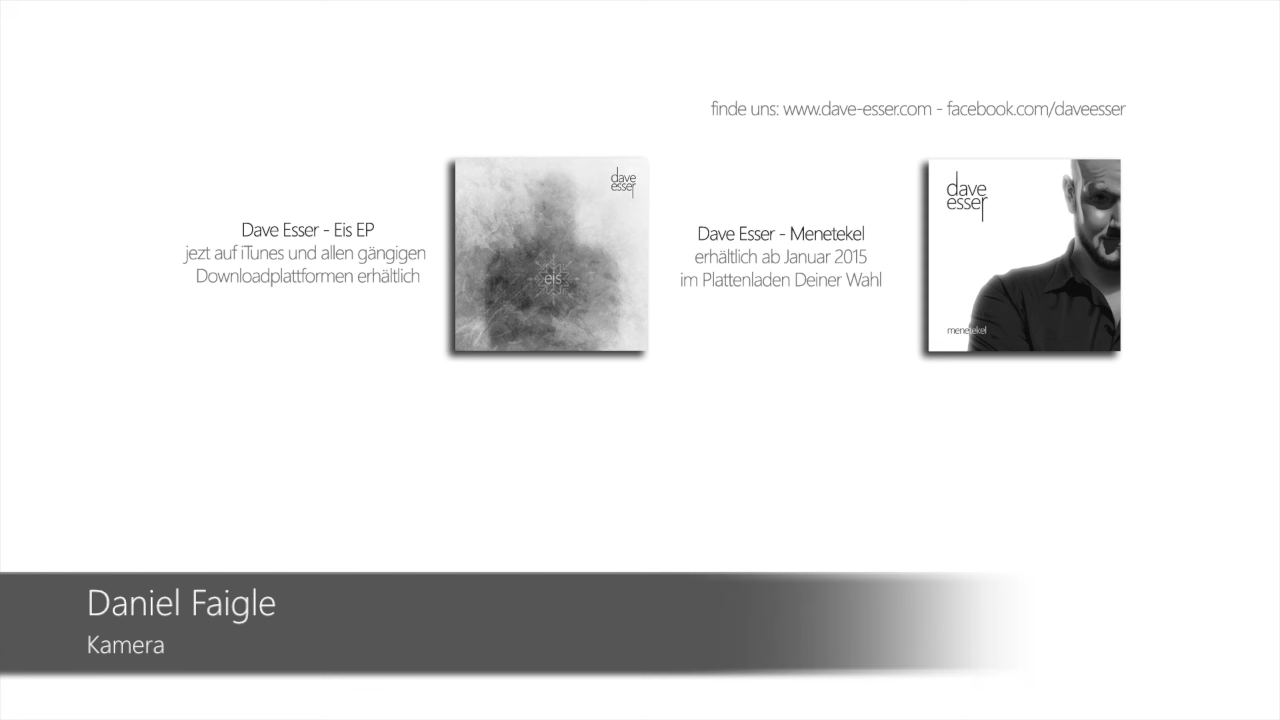 finde uns: www.dave-esser.com - facebook.com/daveesser
Dave Esser - Eis EP
jezt auf iTunes und allen gängigen
Downloadplattformen erhältlich
dave
esser
eis
Dave Esser - Menetekel
erhältlich ab Januar 2015
im Plattenladen Deiner Wahl
dave
esser
menetekel
Daniel Faigle
Kamera